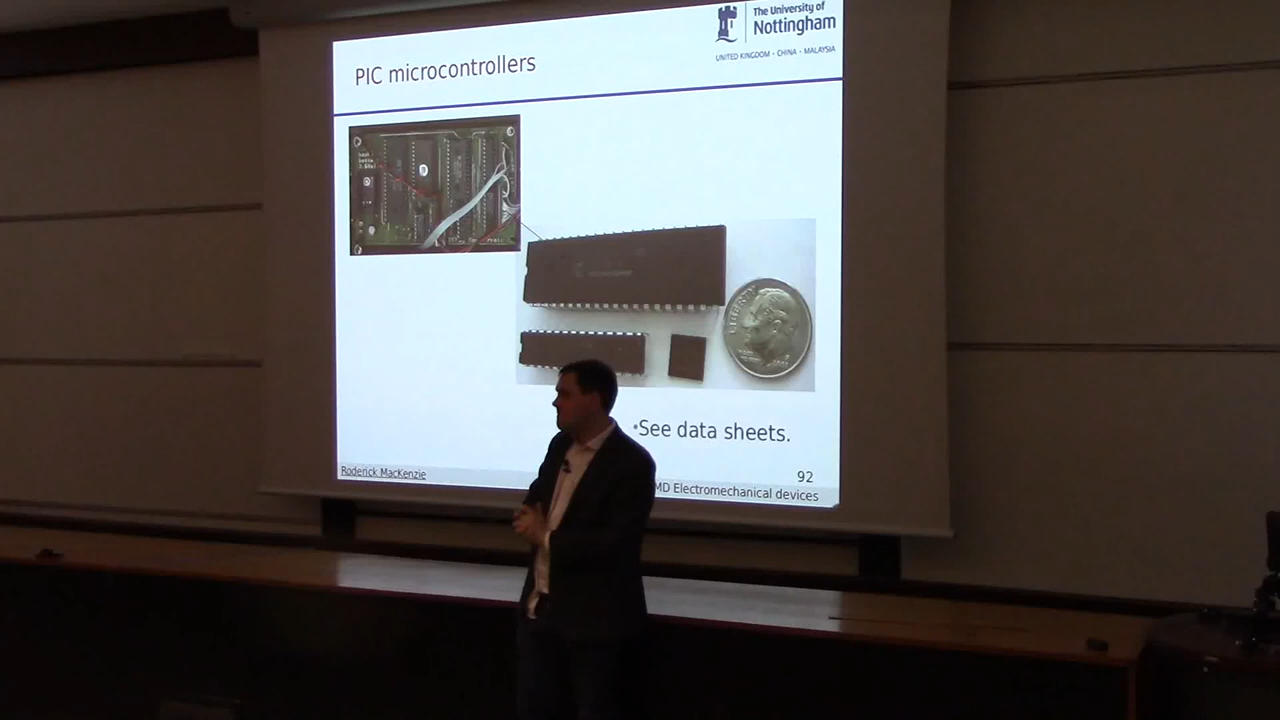 The University of
Nottingham
UNITED KINGDOM • CHINA • MALAYSIA
PIC microcontrollers
LIBERTY
•See data sheets.
Roderick MacKenzie
92
MD Electromechanical devices